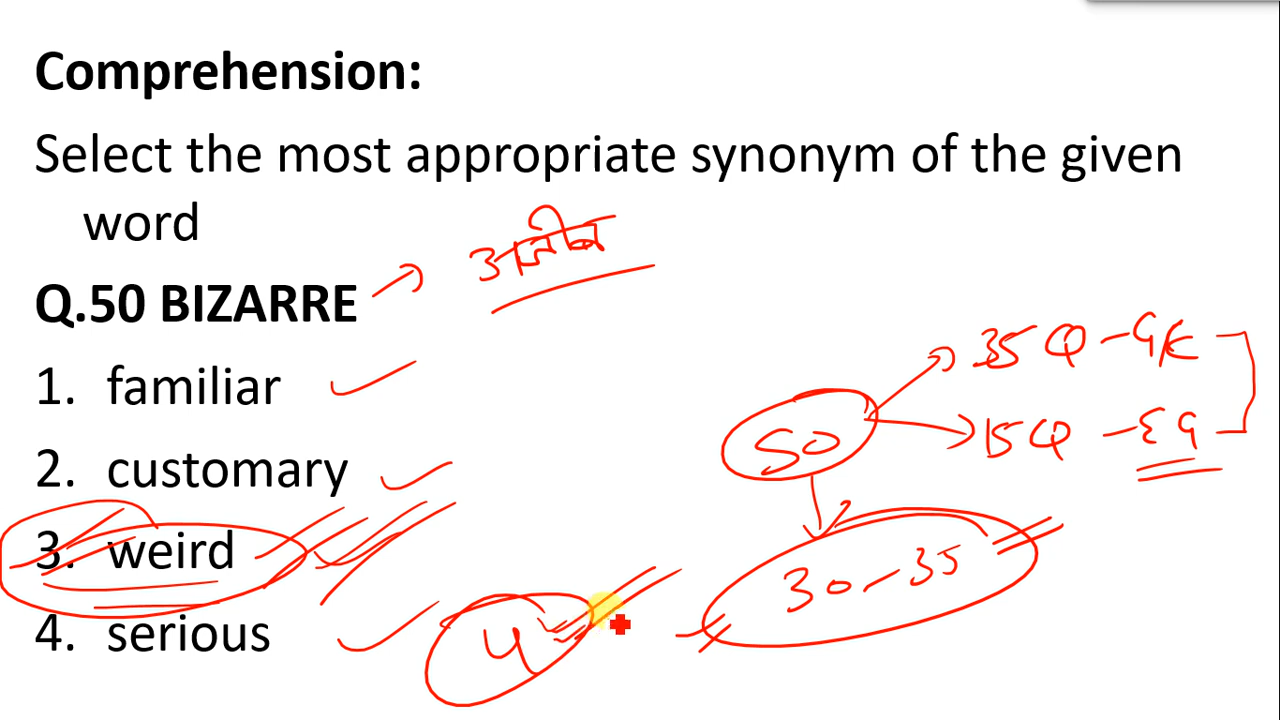 Comprehension:
Select the most appropriate synonym of the given
word
अजीब
Q.50 BIZARRE
1. familiar
2. customary
3. weird
4. serious
50
35 Q - GK
15 Q - EG
30-35
4